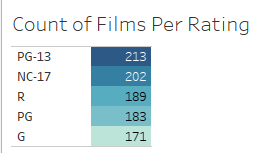 Count of Films Per Rating
PG-13 213
NC-17 202
R 189
PG 183
G 171